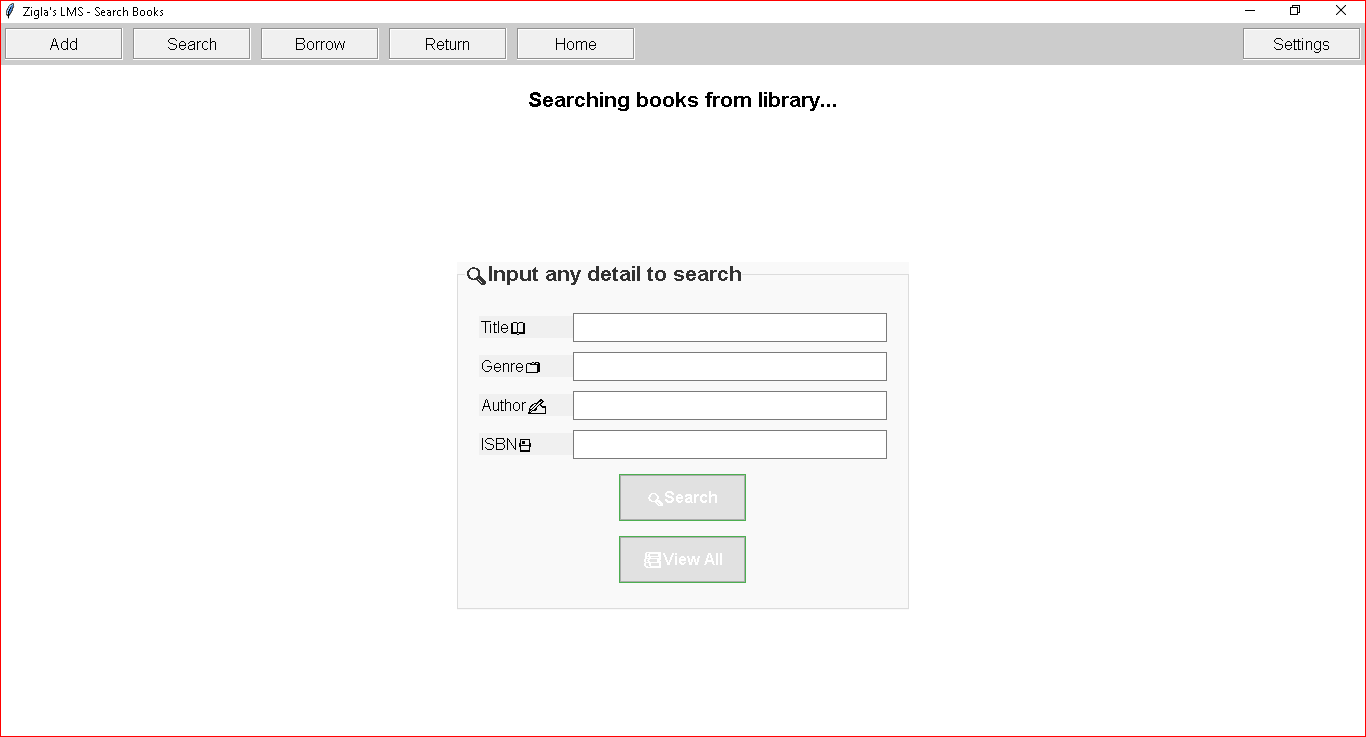 Zigla's LMS - Search Books
Add Search Borrow Return Home Settings
Searching books from library...
Input any detail to search
Title
Genre
Author
ISBN
Search
View All